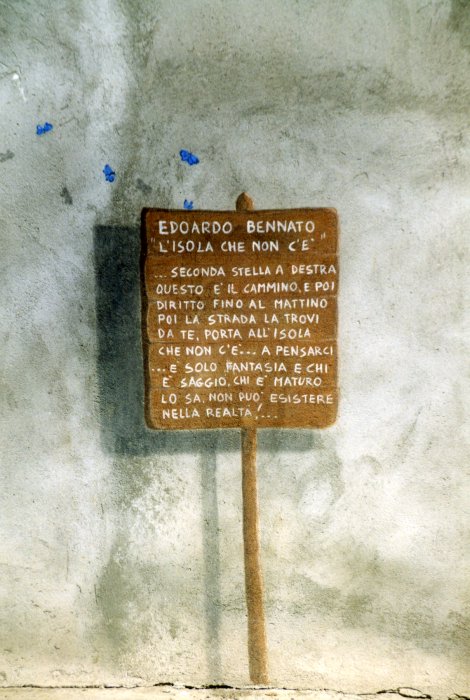 EDOARDO BENNATO
"L'ISOLA CHE NON C'E'"
... SECONDA STELLA A DESTRA
QUESTO E' IL CAMMINO, E POI
DIRITTO FINO AL MATTINO
POI LA STRADA LA TROVI
DA TE, PORTA ALL'ISOLA
CHE NON C'E'... A PENSARCI
... E' SOLO FANTASIA E CHI
E' SAGGIO, CHI E' MATURO
LO SA, NON PUO' ESISTERE
NELLA REALTA'!...